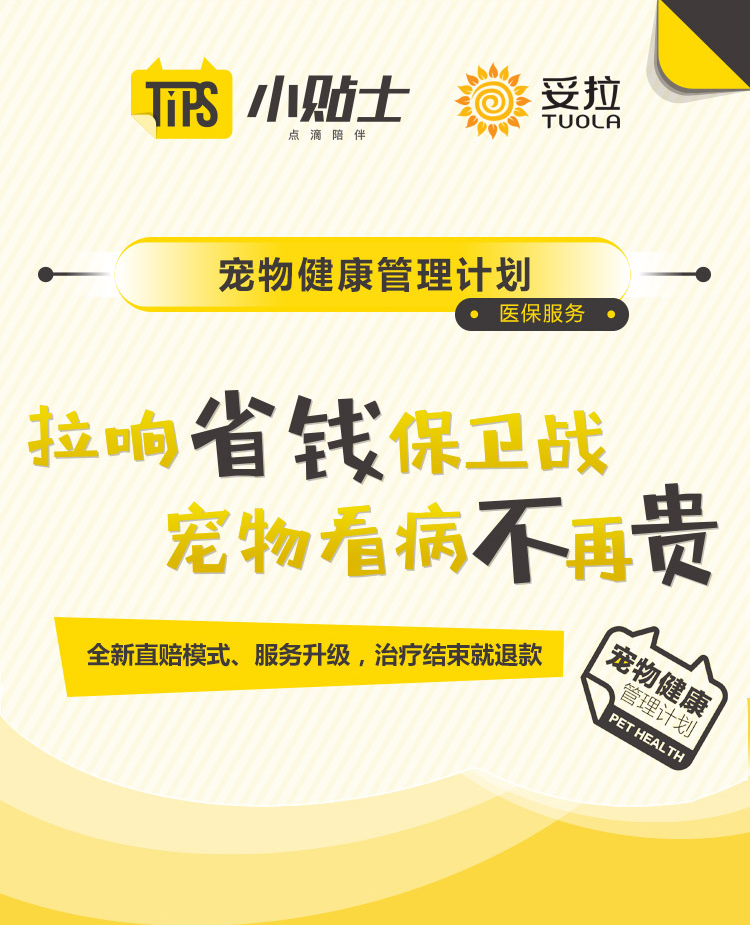 TiPS 小贴士
点滴陪伴
妥拉
TUOLA
宠物健康管理计划
医保服务
拉响省钱保卫战
宠物看病不再贵
全新直赔模式、服务升级，治疗结束就退款
宠物健康
管理计划
PET HEALTH